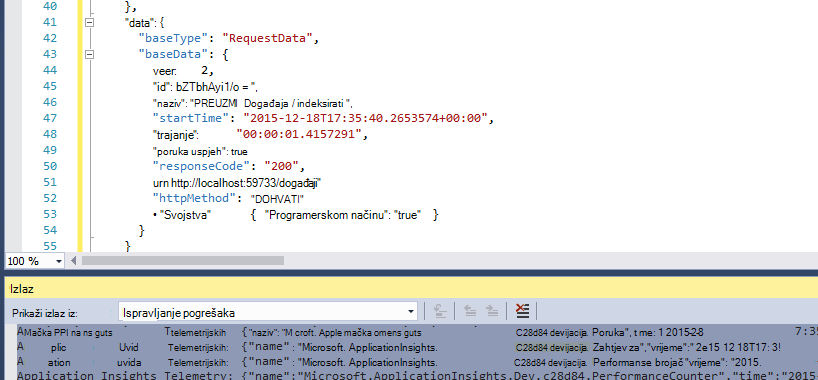 40 },
41 "data": {
42 "baseType": "RequestData",
43 "baseData": {
44 veer: 2,
45 "id": bZTbhAyi1/o = ",
46 "naziv": "PREUZMI Događaja / indeksirati ",
47 "startTime": "2015-12-18T17:35:40.2653574+00:00",
48 "trajanje": "00:00:01.4157291",
49 "poruka uspjeh": true
50 "responseCode": "200",
51 urn http://localhost:59733/događaji"
52 "httpMethod": "DOHVATI"
53 • "Svojstva" { "Programerskom načinu": "true" }
54 }
55 }
100 %
Izlaz
Prikaži izlaz iz: Ispravljanje pogrešaka
A Mačka PPI na ns guts Ttelemetrijskih {"naziv": "M croft. Apple mačka omens guts C28d84 devijacija. Poruka", t me: 1 2015-2-8 7:35
A plic Uvid Ttelemetrijskih {"name": "Microsoft. ApplicationInsights. C28d84 devijacija. Zahtjev za","vrijeme":" 2e15 12 18T17: 3!
A ation uvida Ttelemetrijskih {"name": "Microsoft. ApplicationInsights. C28d84 devijacija. Performanse brojač "vrijeme": "2015.
Application Insights Telemetry: {"name":"Microsoft.ApplicationInsights.Dev.c28d84.PerformanceCounter","time":"2015-